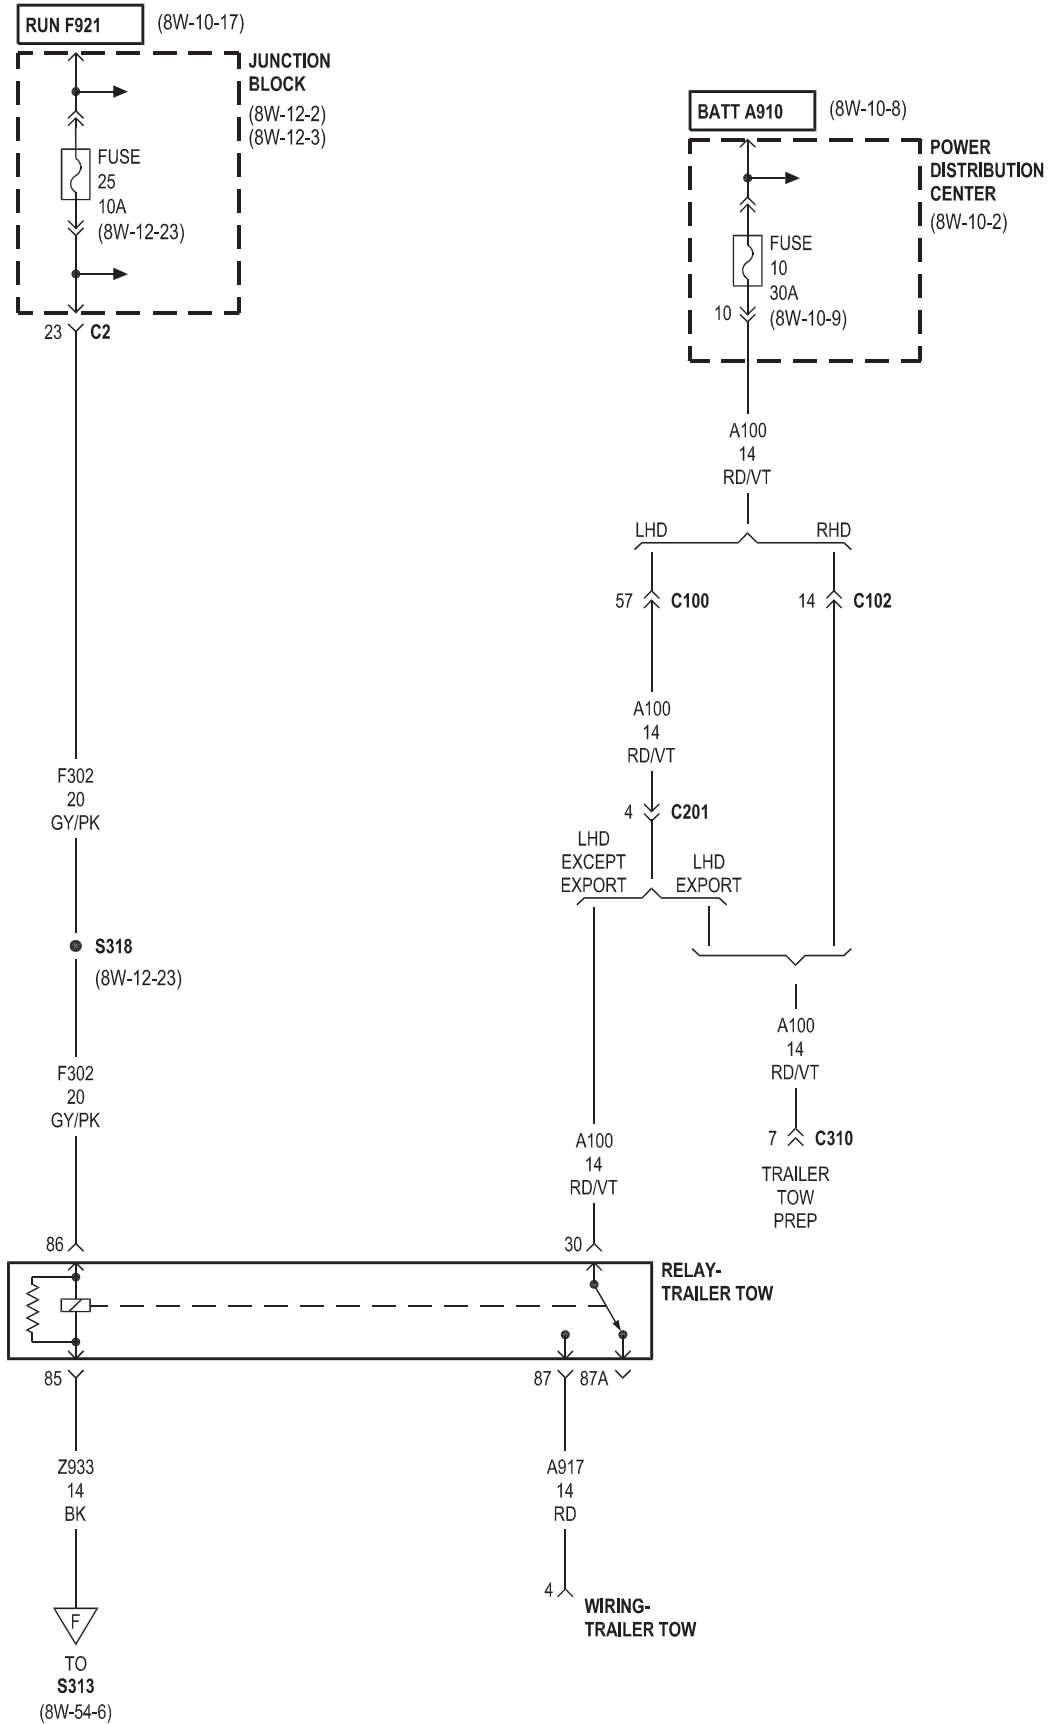 RUN F921
(8W-10-17)
JUNCTION
BLOCK
(8W-12-2)
(8W-12-3)
FUSE
25
10A
(8W-12-23)
23
C2
BATT A910
(8W-10-8)
POWER
DISTRIBUTION
CENTER
(8W-10-2)
FUSE
10
30A
10
(8W-10-9)
A100
14
RD/VT
LHD
RHD
57
C100
14
C102
A100
14
RD/VT
4
C201
F302
20
GY/PK
LHD
EXCEPT
EXPORT
LHD
EXPORT
S318
(8W-12-23)
A100
14
RD/VT
7
C310
TRAILER
TOW
PREP
F302
20
GY/PK
A100
14
RD/VT
86
30
RELAY-
TRAILER TOW
85
87
87A
Z933
14
BK
A917
14
RD
4
WIRING-
TRAILER TOW
F
TO
S313
(8W-54-6)